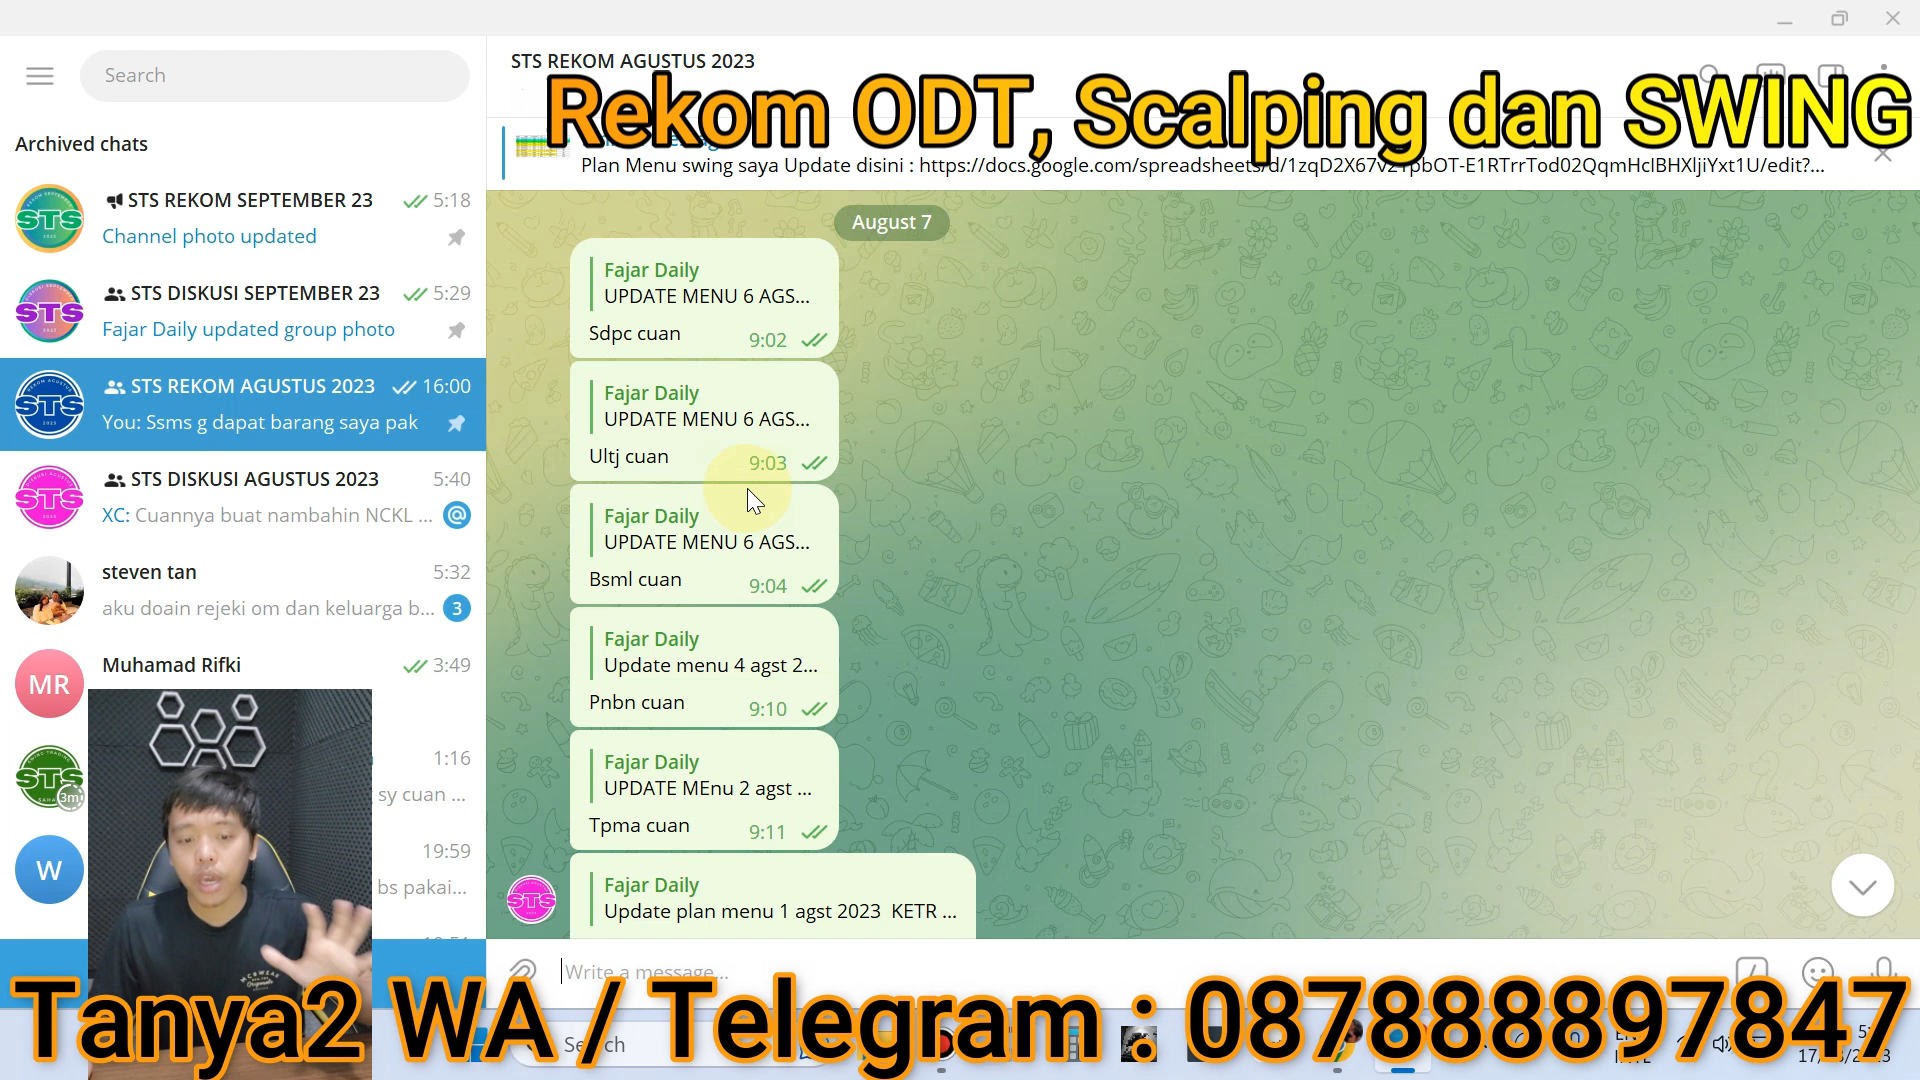 Search
Archived chats
STS REKOM SEPTEMBER 23
5:18
Channel photo updated
STS DISKUSI SEPTEMBER 23
5:29
Fajar Daily updated group photo
STS REKOM AGUSTUS 2023
16:00
You: Ssms g dapat barang saya pak
STS DISKUSI AGUSTUS 2023
5:40
XC: Cuannya buat nambahin NCKL ...
steven tan
5:32
aku doain rejeki om dan keluarga b...
3
MR
Muhamad Rifki
3:49
STS
3m
1:16
sy cuan ...
W
19:59
bs pakai...
STS REKOM AGUSTUS 2023
Rekom ODT, Scalping dan SWING
Plan Menu swing saya Update disini : https://docs.google.com/spreadsheets/d/
August 7
Fajar Daily
UPDATE MENU 6 AGS...
Sdpc cuan
9:02
Fajar Daily
UPDATE MENU 6 AGS...
Ultj cuan
9:03
Fajar Daily
UPDATE MENU 6 AGS...
Bsml cuan
9:04
Fajar Daily
Update menu 4 agst 2...
Pnbn cuan
9:10
Fajar Daily
UPDATE MEnu 2 agst ...
Tpma cuan
9:11
STS
Fajar Daily
Update plan menu 1 agst 2023 KETR ...
Write a message...
Tanya2 WA / Telegram : 087888897847